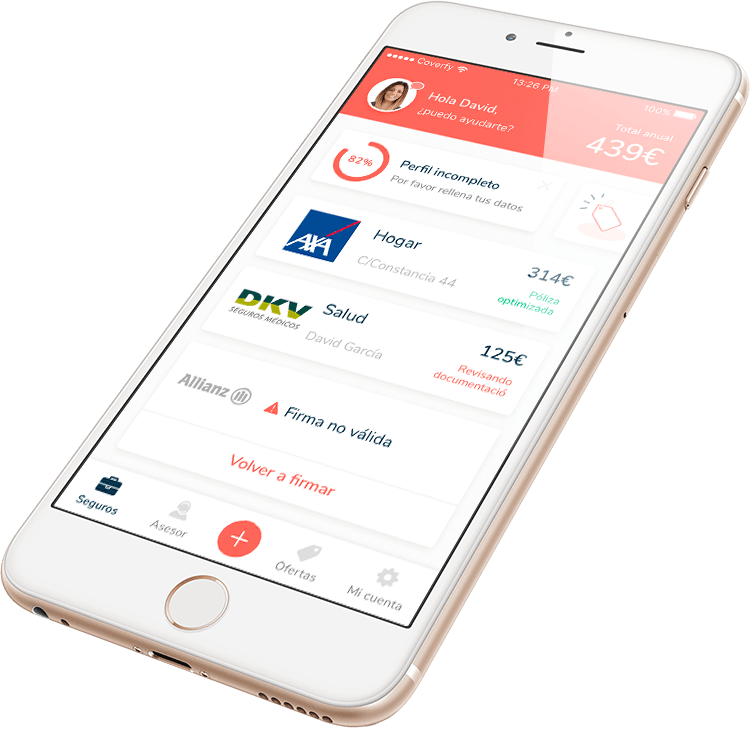 Coverfy
13:26 PM
100%
Hola David,
¿puedo ayudarte?
Total anual
439€
82%
Perfil incompleto
Por favor rellena tus datos
AXA
Hogar
C/Constancia 44
314€
Póliza
optimizada
DKV
SEGUROS MÉDICOS
Salud
David García
125€
Revisando
documentació
Allianz
Firma no válida
Volver a firmar
Seguros
Asesor
Ofertas
Mi cuenta